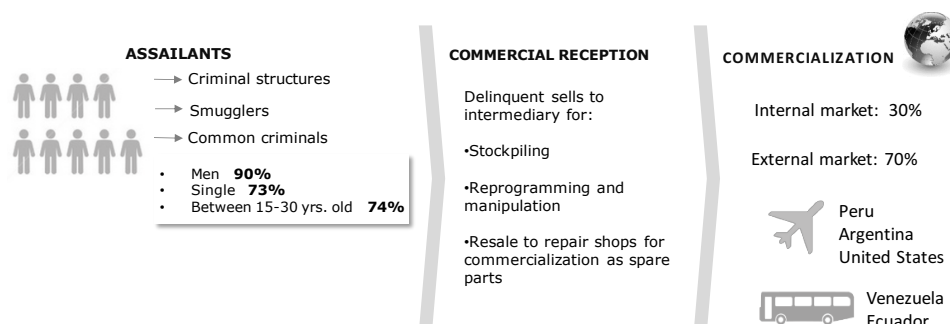 ASSAILANTS
Criminal structures
Smugglers
Common criminals
• Men 90%
• Single 73%
• Between 15-30 yrs. old 74%
COMMERCIAL RECEPTION
Delinquent sells to
intermediary for:
•Stockpiling
•Reprogramming and
manipulation
•Resale to repair shops for
commercialization as spare
parts
COMMERCIALIZATION
Internal market: 30%
External market: 70%
Peru
Argentina
United States
Venezuela
Ecuador